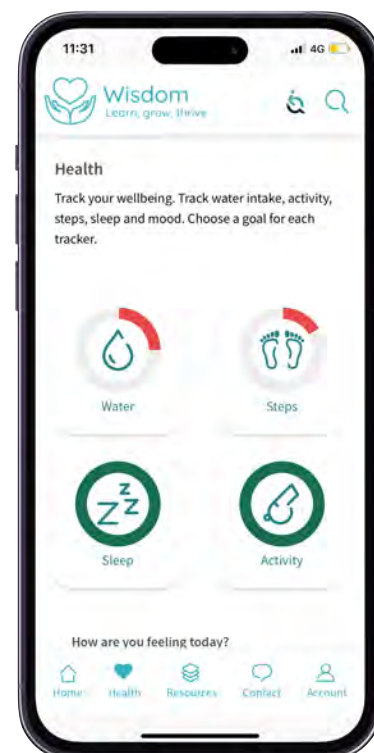 11:31
4G
Wisdom
Learn, grow, thrive
Health
Track your wellbeing. Track water intake, activity,
steps, sleep and mood. Choose a goal for each
tracker.
Water
Steps
z z z
Sleep
Activity
How are you feeling today?
Home
Health
Resources
Contact
Account